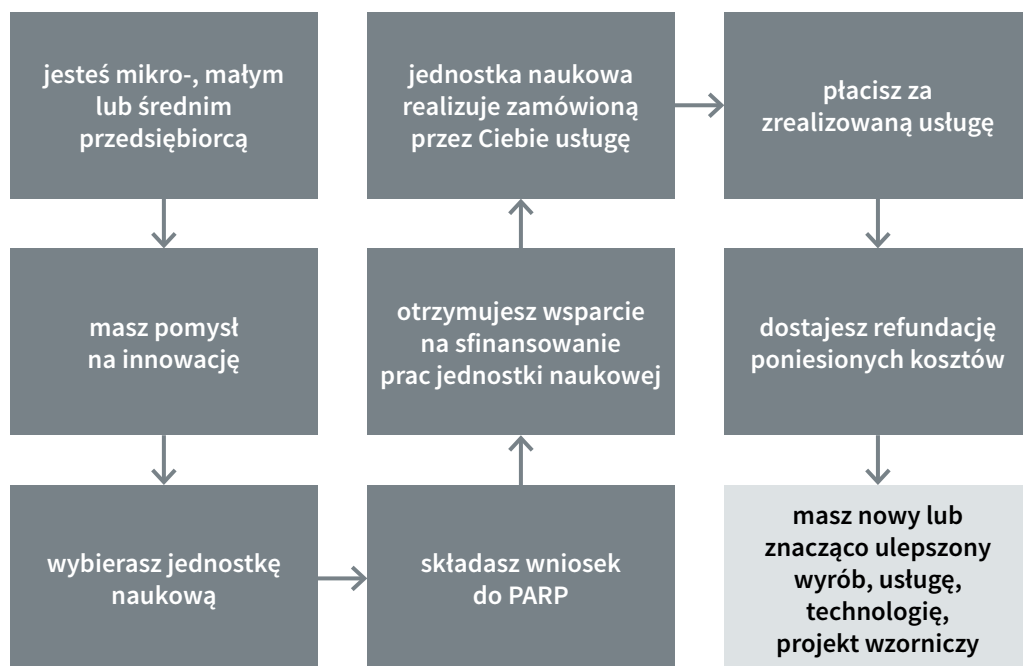 jesteś mikro-, małym
lub średnim
przedsiębiorcą
masz pomysł
na innowację
wybierasz jednostkę
naukową
składasz wniosek
do PARP
otrzymujesz wsparcie
na sfinansowanie
prac jednostki naukowej
jednostka naukowa
realizuje zamówioną
przez Ciebie usługę
płacisz za
zrealizowaną usługę
dostajesz refundację
poniesionych kosztów
masz nowy lub
znacząco ulepszony
wyrób, usługę,
technologię,
projekt wzorniczy